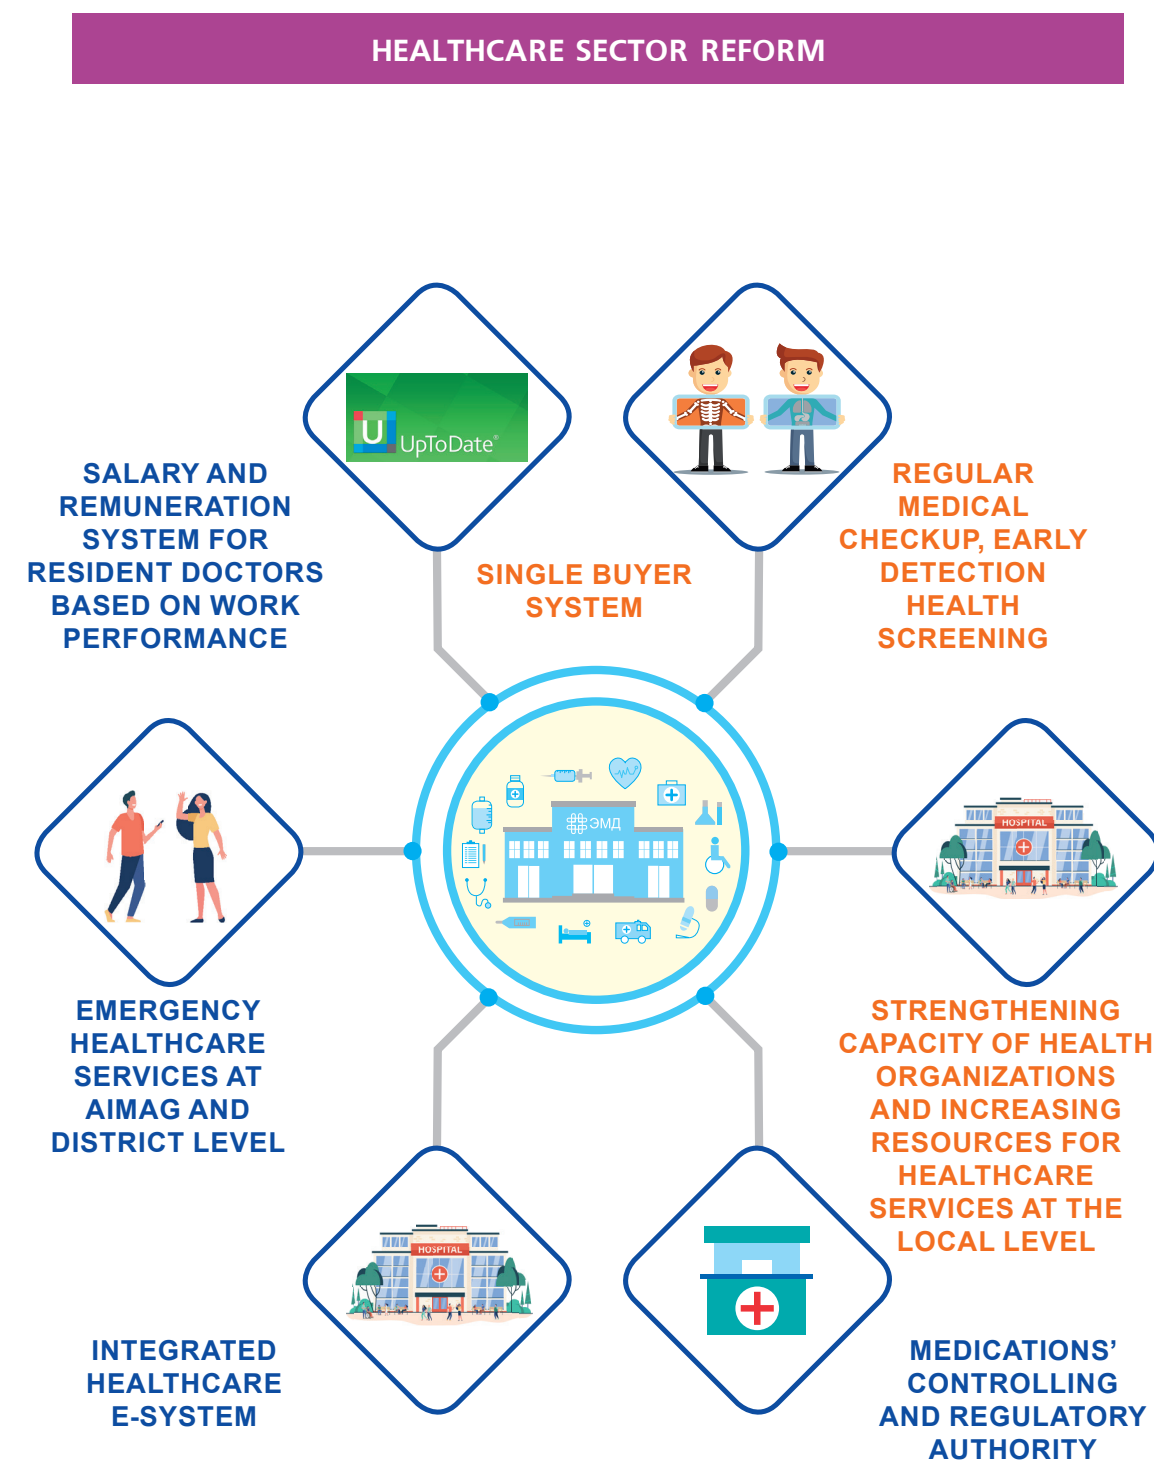 HEALTHCARE SECTOR REFORM
U UpToDate®
SALARY AND
REMUNERATION
SYSTEM FOR
RESIDENT DOCTORS
BASED ON WORK
PERFORMANCE
SINGLE BUYER
SYSTEM
REGULAR
MEDICAL
CHECKUP, EARLY
DETECTION
HEALTH
SCREENING
ЭМД
HOSPITAL
EMERGENCY
HEALTHCARE
SERVICES AT
AIMAG AND
DISTRICT LEVEL
STRENGTHENING
CAPACITY OF HEALTH
ORGANIZATIONS
AND INCREASING
RESOURCES FOR
HEALTHCARE
SERVICES AT THE
LOCAL LEVEL
HOSPITAL
INTEGRATED
HEALTHCARE
E-SYSTEM
MEDICATIONS’
CONTROLLING
AND REGULATORY
AUTHORITY